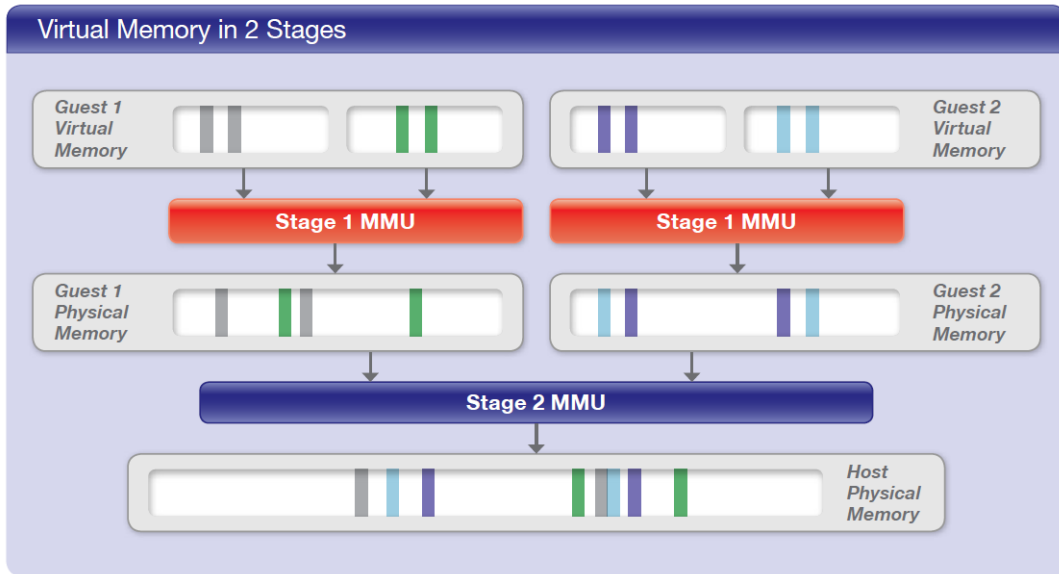 Virtual Memory in 2 Stages
Guest 1
Virtual
Memory
Guest 2
Virtual
Memory
Stage 1 MMU
Stage 1 MMU
Guest 1
Physical
Memory
Guest 2
Physical
Memory
Stage 2 MMU
Host
Physical
Memory